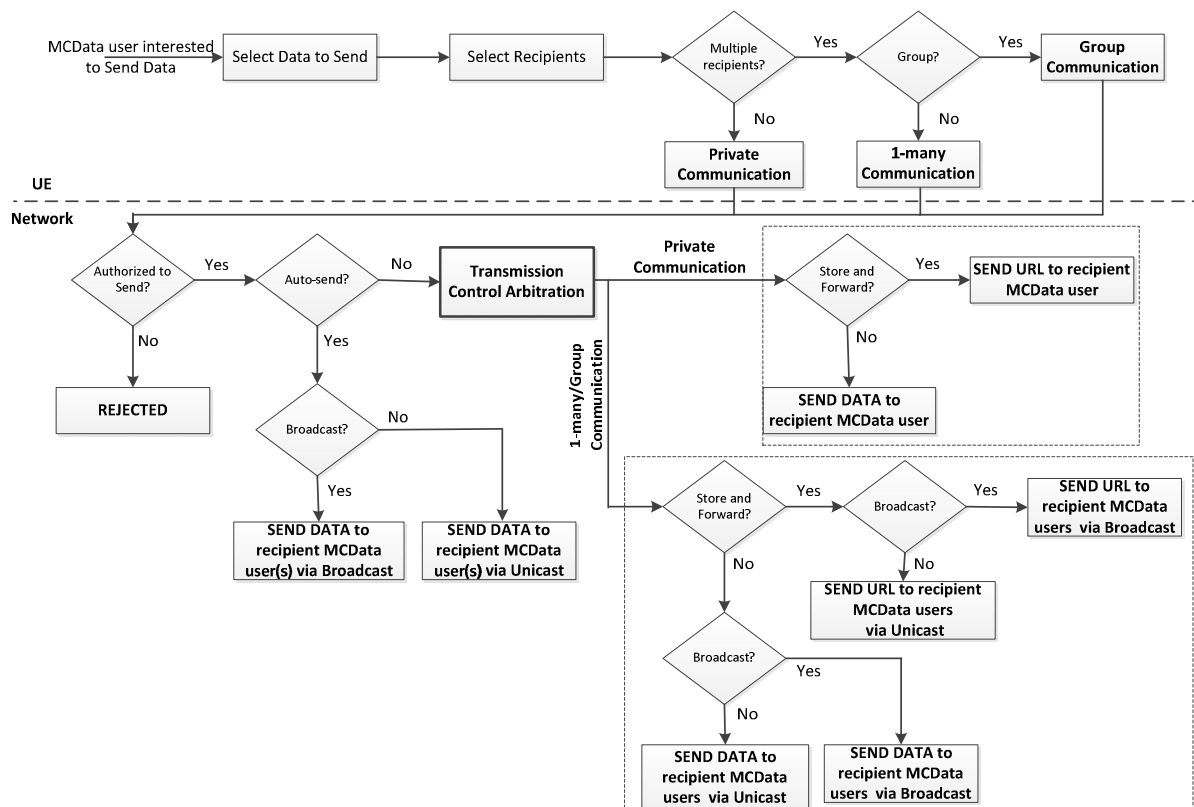 MCData user interested
to Send Data
Select Data to Send
Select Recipients
Multiple
recipients?
Yes
Group?
Yes
Group
Communication
No
No
Private
Communication
1-many
Communication
UE
Network
Authorized to
Send?
Yes
Auto-send?
No
Transmission
Control Arbitration
Private
Communication
Store and
Forward?
Yes
SEND URL to recipient
MCData user
No
REJECTED
Yes
Broadcast?
No
Yes
SEND DATA to
recipient MCData
user(s) via Broadcast
SEND DATA to
recipient MCData
user(s) via Unicast
1-many/Group
Communication
No
SEND DATA to
recipient MCData user
Store and
Forward?
Yes
Broadcast?
Yes
SEND URL to
recipient MCData
users via Broadcast
No
SEND URL to recipient
MCData users
via Unicast
No
Broadcast?
Yes
No
SEND DATA to
recipient MCData
users via Unicast
SEND DATA to
recipient MCData
users via Broadcast